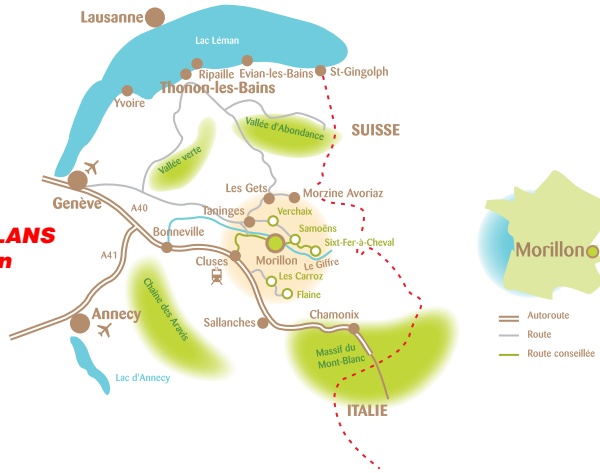 Lausanne
Lac Léman
Ripaille
Evian-les-Bains
St-Gingolph
Thonon-les-Bains
Yvoire
Vallée d'Abondance
SUISSE
Vallée verte
Genève
Les Gets
Morzine Avoriaz
A40
Taninges
Verchaix
LANS
Bonneville
Samoëns
Sixt-Fer-à-Cheval
n
A41
Cluses
Morillon
Le Giffre
Morillon
Les Carroz
Chaine des Aravis
Flaine
Annecy
Sallanches
Chamonix
Autoroute
Route
Massif du
Mont-Blanc
Route conseillée
Lac d'Annecy
ITALIE